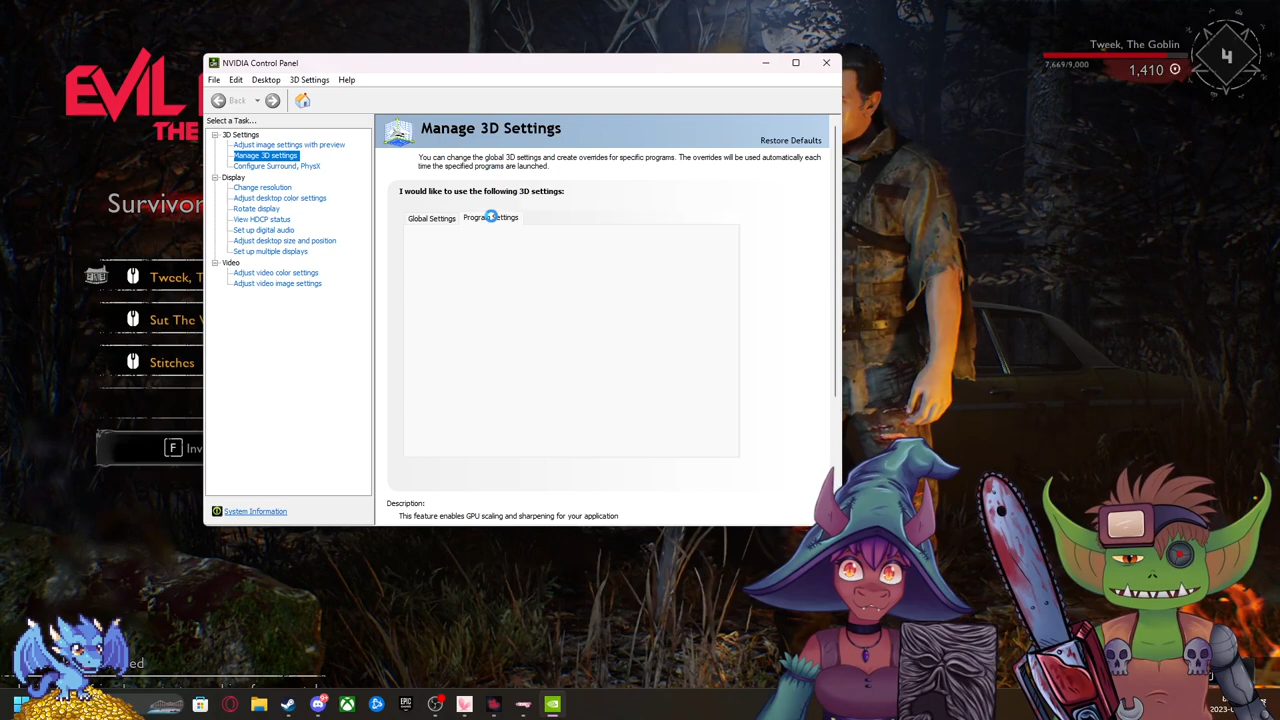 Tweek, The Goblin
7,669/9,000
1,410
4
EVIL
THE
Survivor
Tweek, T
Sut The
Stitches
F
Inv
NVIDIA Control Panel
File Edit Desktop 3D Settings Help
Back
Select a Task...
3D Settings
Adjust image settings with preview
Manage 3D settings
Configure Surround, PhysX
Display
Change resolution
Adjust desktop color settings
Rotate display
View HDCP status
Set up digital audio
Adjust desktop size and position
Set up multiple displays
Video
Adjust video color settings
Adjust video image settings
System Information
Manage 3D Settings
Restore Defaults
You can change the global 3D settings and create overrides for specific programs. The overrides will be used automatically each
time the specified programs are launched.
I would like to use the following 3D settings:
Global Settings Program Settings
Description:
This feature enables GPU scaling and sharpening for your application
EPIC